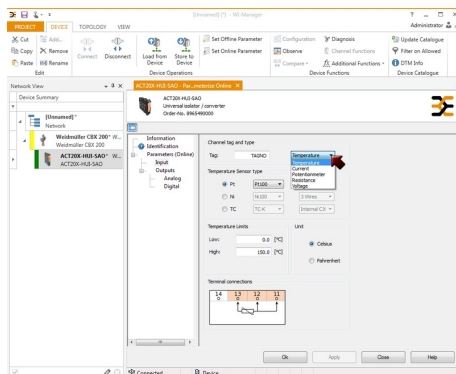 [Unnamed] (*) - WI-Manager
PROJECT DEVICE TOPOLOGY VIEW Administrator
Cut Add... Set Offline Parameter Configuration Diagnosis Update Catalogue
Copy Remove Connect Disconnect Load from Device Store to Device Set Online Parameter Observe Channel Functions Filter on Allowed
Paste Rename Compare Additional Functions DTM Info
Edit Device Operations Device Functions Device Catalogue
Network View
Device Summary
[Unnamed]*
Network
Weidmüller CBX 200* W...
Weidmüller CBX 200
ACT20X-HUI-SAO* W...
ACT20X-HUI-SAO
ACT20X-HUI-SAO - Par...meterize Online
ACT20X-HUI-SAO
Universal isolator / converter
Order-No. 8965490000
Information
Identification
Parameters (Online)
Input
Outputs
Analog
Digital
Channel tag and type
Tag: TAGNO Temperature
Temperature
Current
Potentiometer
Resistance
Voltage
Temperature Sensor type
Pt Pt100
Ni Ni100 3 Wires
TC TC-K Internal CJ
Temperature Limits Unit
Low: 0.0 [°C] Celsius
High: 150.0 [°C] Fahrenheit
Terminal connections
14 13 12 11
Ok Apply Close Help
Connected Device